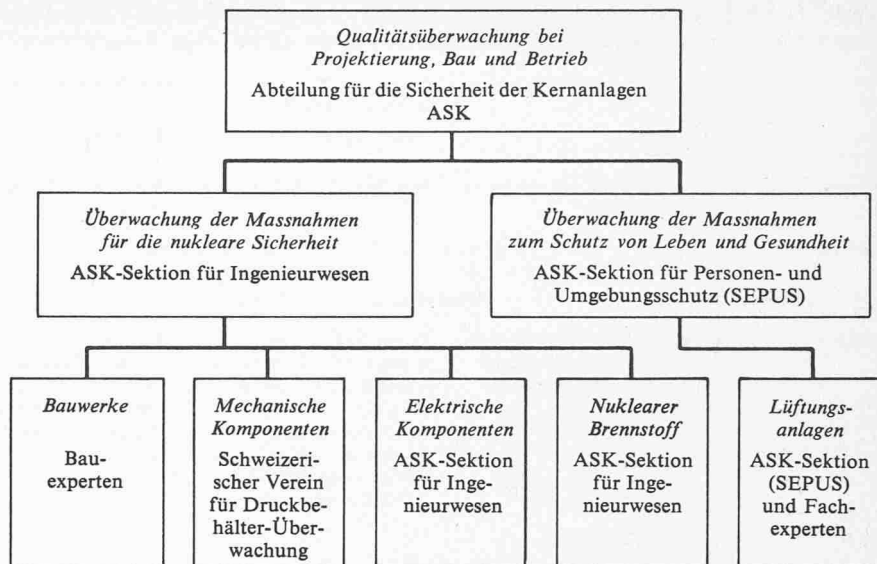 Qualitätsüberwachung bei
Projektierung, Bau und Betrieb
Abteilung für die Sicherheit der Kernanlagen
ASK
Überwachung der Massnahmen
für die nukleare Sicherheit
ASK-Sektion für Ingenieurwesen
Überwachung der Massnahmen
zum Schutz von Leben und Gesundheit
ASK-Sektion für Personen- und
Umgebungsschutz (SEPUS)
Bauwerke
Bau-
experten
Mechanische
Komponenten
Schweizeri-
scher Verein
für Druckbe-
hälter-Über-
wachung
Elektrische
Komponenten
ASK-Sektion
für Inge-
nieurwesen
Nuklearer
Brennstoff
ASK-Sektion
für Inge-
nieurwesen
Lüftungs-
anlagen
ASK-Sektion
(SEPUS)
und Fach-
experten